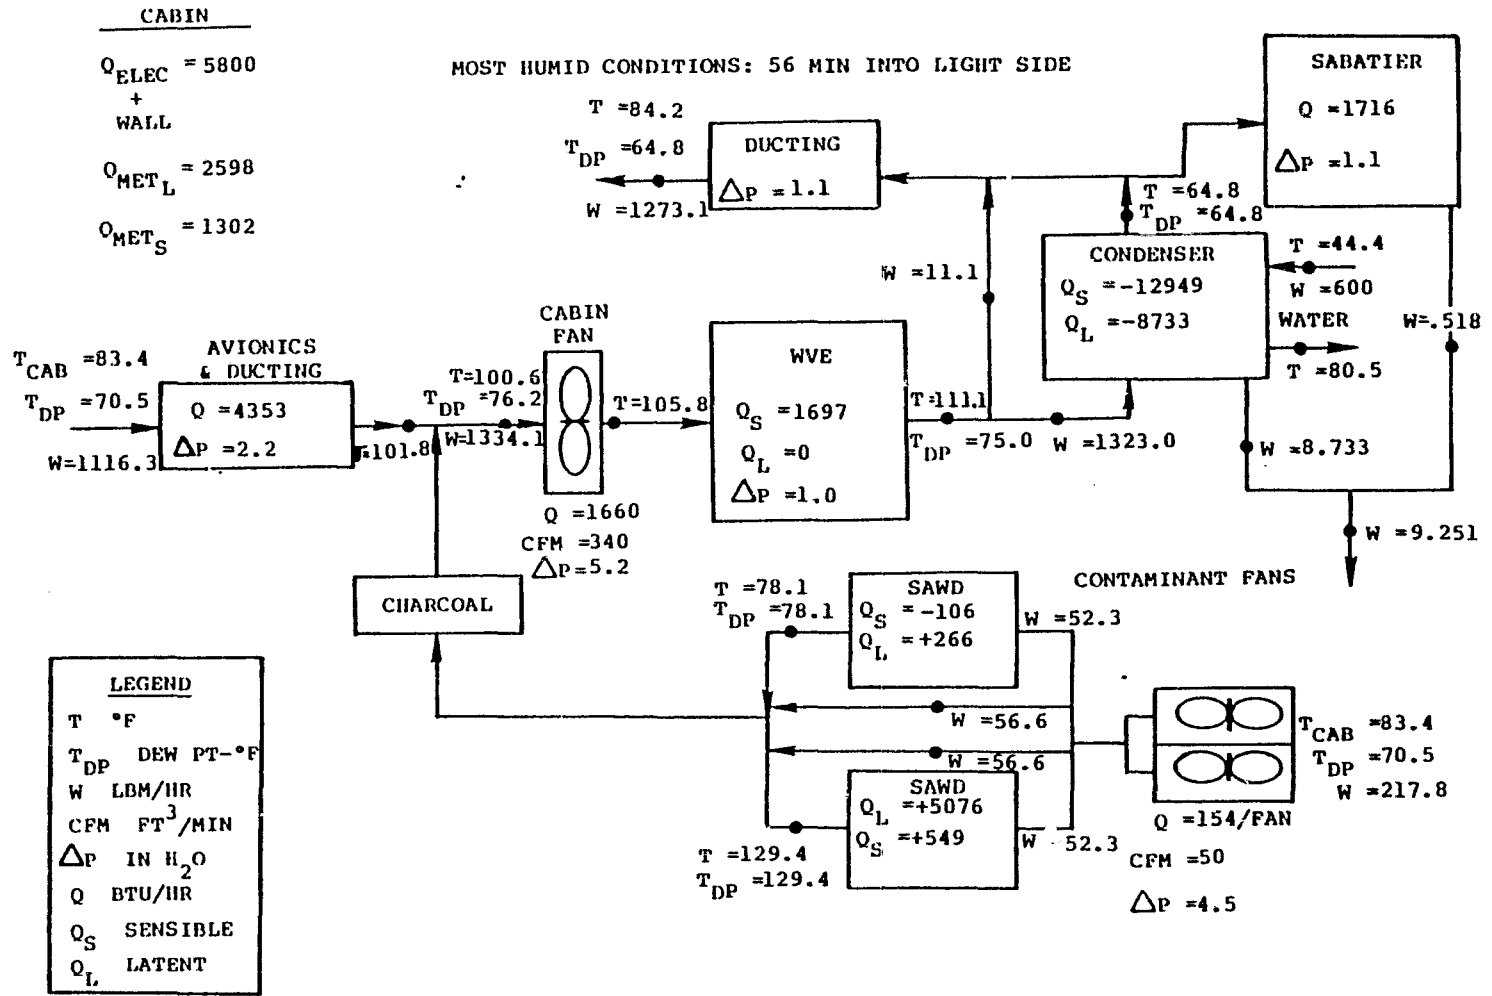 CABIN
Q_ELEC = 5800
+
WALL
Q_MET_L = 2598
Q_MET_S = 1302
MOST HUMID CONDITIONS: 56 MIN INTO LIGHT SIDE
T =84.2
T_DP =64.8
W =1273.1
DUCTING
△P =1.1
SABATIER
Q =1716
△P =1.1
T =64.8
T_DP =64.8
CONDENSER
Q_S =-12949
Q_L =-8733
T =44.4
W =600
WATER
T =80.5
W=.518
W =11.1
CABIN
FAN
T=100.6
T_DP =76.2
W=1334.1
T=105.8
WVE
Q_S =1697
Q_L =0
△P =1.0
T=111.1
T_DP =75.0
W =1323.0
W =8.733
W =9.251
AVIONICS
& DUCTING
T_CAB =83.4
T_DP =70.5
W=1116.3
Q =4353
△P =2.2
T=101.8
Q =1660
CFM =340
△P=5.2
CHARCOAL
CONTAMINANT FANS
T =78.1
T_DP =78.1
SAWD
Q_S = -106
Q_L = +266
W =52.3
W =56.6
W =56.6
SAWD
Q_L =+5076
Q_S =+549
W 52.3
T =129.4
T_DP =129.4
T_CAB =83.4
T_DP =70.5
W =217.8
Q =154/FAN
CFM =50
△P =4.5
LEGEND
T °F
T_DP DEW PT-°F
W LBM/HR
CFM FT³/MIN
△P IN H₂O
Q BTU/HR
Q_S SENSIBLE
Q_L LATENT